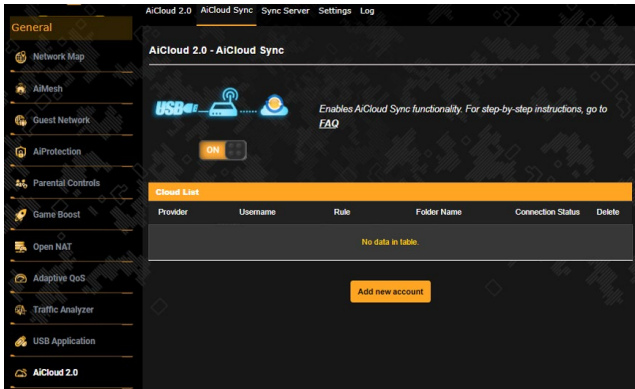 AiCloud 2.0 AiCloud Sync Sync Server Settings Log
General
Network Map
AiMesh
Guest Network
AiProtection
Parental Controls
Game Boost
Open NAT
Adaptive QoS
Traffic Analyzer
USB Application
AiCloud 2.0
AiCloud 2.0 - AiCloud Sync
USB
Enables AiCloud Sync functionality. For step-by-step instructions, go to
FAQ
ON
Cloud List
Provider Username Rule Folder Name Connection Status Delete
No data in table.
Add new account